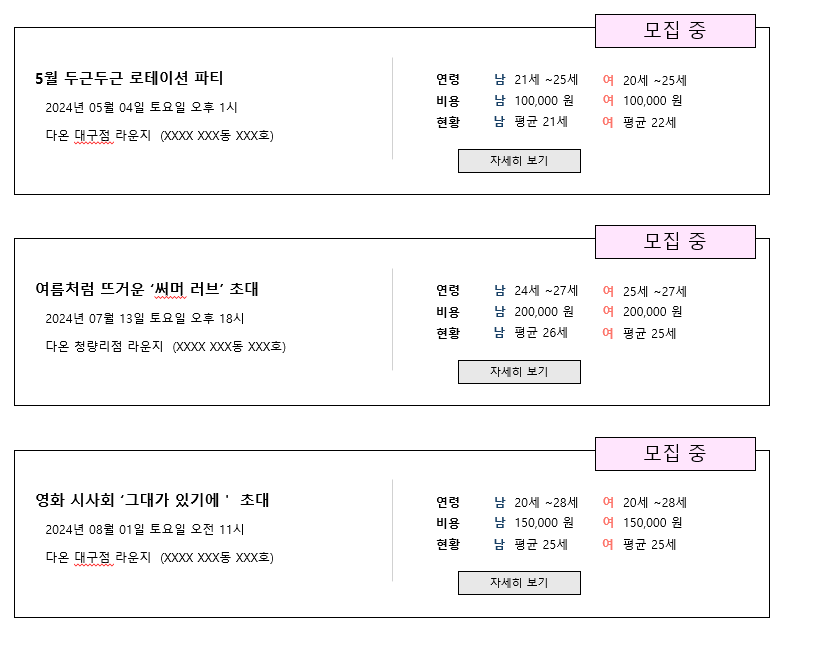 모집 중
5월 두근두근 로테이션 파티
2024년 05월 04일 토요일 오후 1시
다온 대구점 라운지 (XXXX XXX동 XXX호)
연령 남 21세 ~25세 여 20세 ~25세
비용 남 100,000 원 여 100,000 원
현황 남 평균 21세 여 평균 22세
자세히 보기
모집 중
여름처럼 뜨거운 ‘써머 러브’ 초대
2024년 07월 13일 토요일 오후 18시
다온 청량리점 라운지 (XXXX XXX동 XXX호)
연령 남 24세 ~27세 여 25세 ~27세
비용 남 200,000 원 여 200,000 원
현황 남 평균 26세 여 평균 25세
자세히 보기
모집 중
영화 시사회 ‘그대가 있기에 ' 초대
2024년 08월 01일 토요일 오전 11시
다온 대구점 라운지 (XXXX XXX동 XXX호)
연령 남 20세 ~28세 여 20세 ~28세
비용 남 150,000 원 여 150,000 원
현황 남 평균 25세 여 평균 25세
자세히 보기